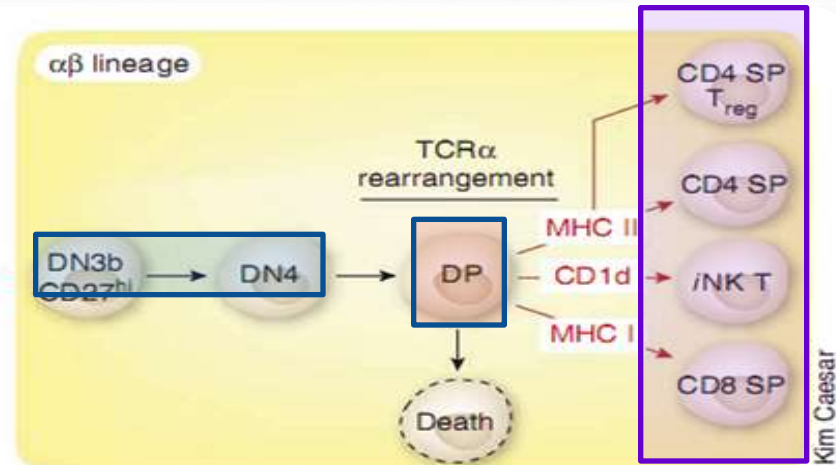 αβ lineage
TCRα
rearrangement
DN3b
CD27hi
DN4
DP
Death
MHC II
CD1d
MHC I
CD4 SP
Treg
CD4 SP
iNK T
CD8 SP
Kim Caesar